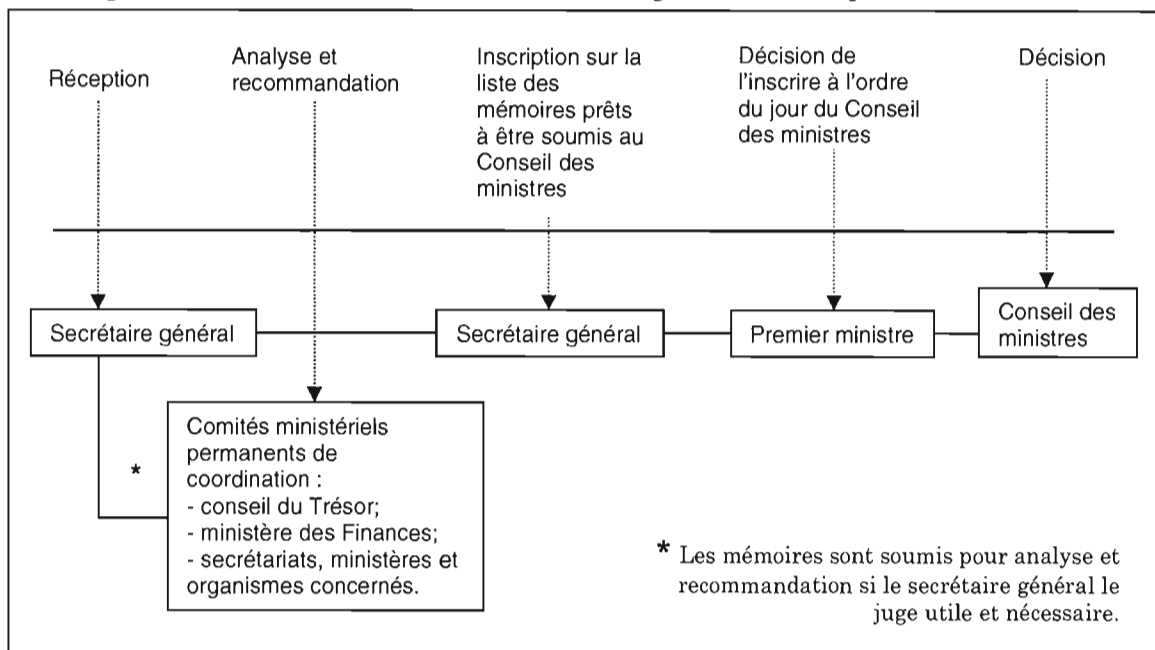 Réception
Analyse et
recommandation
Inscription sur la
liste des
mémoires prêts
à être soumis au
Conseil des
ministres
Décision de
l'inscrire à l'ordre
du jour du Conseil
des ministres
Décision
Secrétaire général
Secrétaire général
Premier ministre
Conseil des
ministres
*
Comités ministériels
permanents de
coordination :
- conseil du Trésor;
- ministère des Finances;
- secrétariats, ministères et
organismes concernés.
* Les mémoires sont soumis pour analyse et
recommandation si le secrétaire général le
juge utile et nécessaire.